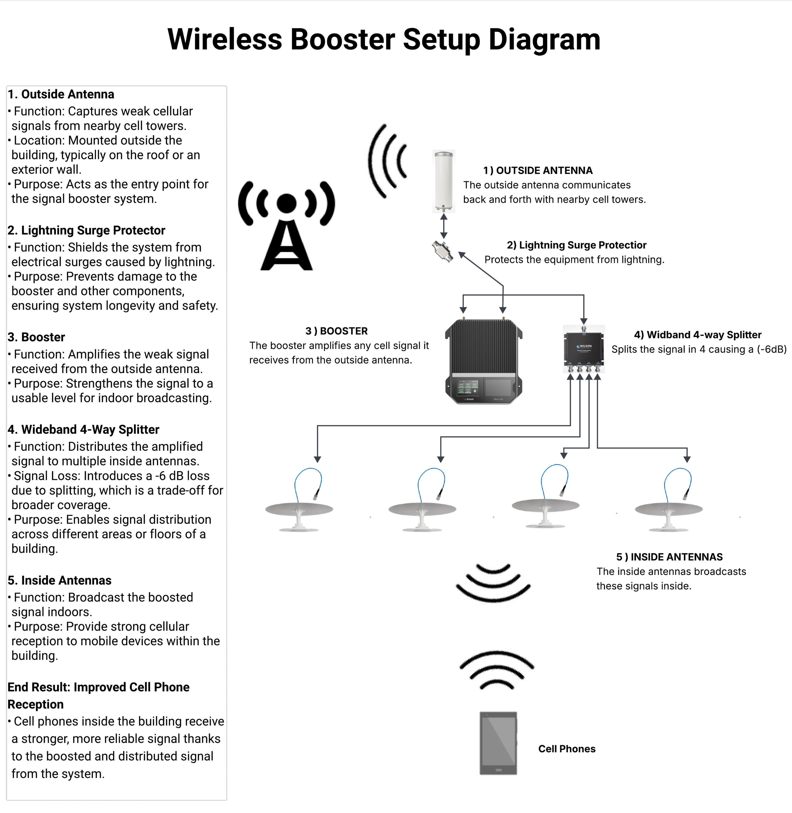 Wireless Booster Setup Diagram
1. Outside Antenna
• Function: Captures weak cellular
signals from nearby cell towers.
• Location: Mounted outside the
building, typically on the roof or an
exterior wall.
• Purpose: Acts as the entry point for
the signal booster system.
2. Lightning Surge Protector
• Function: Shields the system from
electrical surges caused by lightning.
• Purpose: Prevents damage to the
booster and other components,
ensuring system longevity and safety.
3. Booster
• Function: Amplifies the weak signal
received from the outside antenna.
• Purpose: Strengthens the signal to a
usable level for indoor broadcasting.
4. Wideband 4-Way Splitter
• Function: Distributes the amplified
signal to multiple inside antennas.
• Signal Loss: Introduces a -6 dB loss
due to splitting, which is a trade-off for
broader coverage.
• Purpose: Enables signal distribution
across different areas or floors of a
building.
5. Inside Antennas
• Function: Broadcast the boosted
signal indoors.
• Purpose: Provide strong cellular
reception to mobile devices within the
building.
End Result: Improved Cell Phone
Reception
• Cell phones inside the building receive
a stronger, more reliable signal thanks
to the boosted and distributed signal
from the system.
1 ) OUTSIDE ANTENNA
The outside antenna communicates
back and forth with nearby cell towers.
2) Lightning Surge Protectior
Protects the equipment from lightning.
3 ) BOOSTER
The booster amplifies any cell signal it
receives from the outside antenna.
4) Widband 4-way Splitter
Splits the signal in 4 causing a (-6dB)
5 ) INSIDE ANTENNAS
The inside antennas broadcasts
these signals inside.
Cell Phones